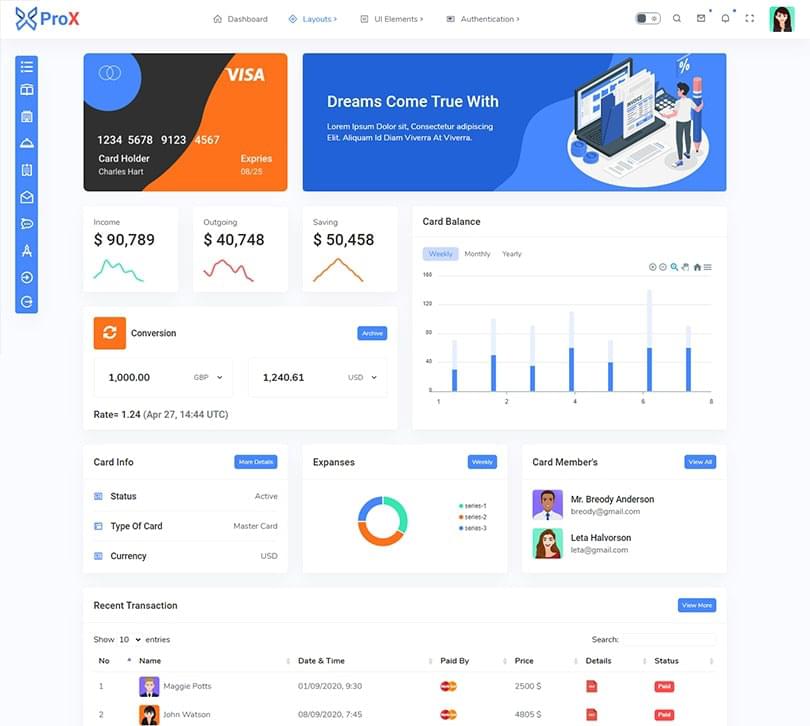 ProX
Dashboard
Layouts >
UI Elements >
Authentication >
VISA
1234 5678 9123 4567
Card Holder
Expries
Charles Hart
08/25
Dreams Come True With
Lorem Ipsum Dolor sit, Consectetur adipiscing
Elit. Aliquam Id Diam Viverra At Viverra.
INVOICE
%
Income
$ 90,789
Outgoing
$ 40,748
Saving
$ 50,458
Card Balance
Weekly Monthly Yearly
160
120
80
40
0
1 2 4 6 8
Conversion
Archive
1,000.00 GBP
1,240.61 USD
Rate= 1.24 (Apr 27, 14:44 UTC)
Card Info
More Details
Status Active
Type Of Card Master Card
Currency USD
Expanses
Weekly
series-1
series-2
series-3
Card Member's
View All
Mr. Breody Anderson
breody@gmail.com
Leta Halvorson
leta@gmail.com
Recent Transaction
View More
Show 10 entries
Search:
No Name Date & Time Paid By Price Details Status
1 Maggie Potts 01/09/2020, 9:30 2500 $ Paid
2 John Watson 08/09/2020, 7:45 4805 $ Paid